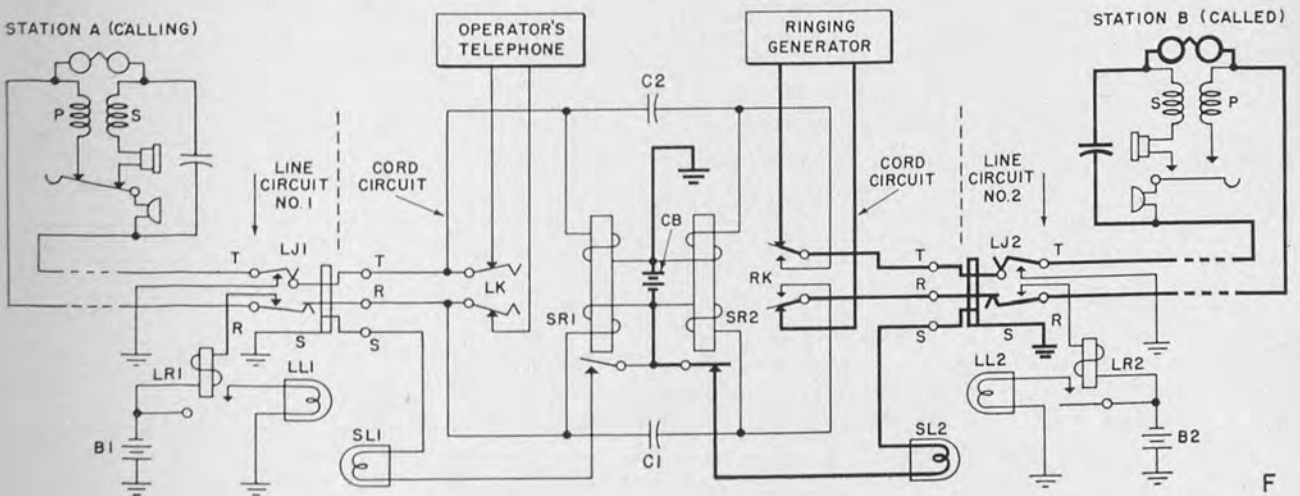 STATION A (CALLING)
OPERATOR'S
TELEPHONE
RINGING
GENERATOR
STATION B (CALLED)
C2
P
S
S
P
LINE
CIRCUIT
NO. 1
CORD
CIRCUIT
CB
CORD
CIRCUIT
LINE
CIRCUIT
NO. 2
T
LJ1
T
LK
RK
T
LJ2
T
R
R
SR1
SR2
R
R
S
S
S
S
LR1
LL1
LL2
LR2
B1
SL1
C1
SL2
B2
F